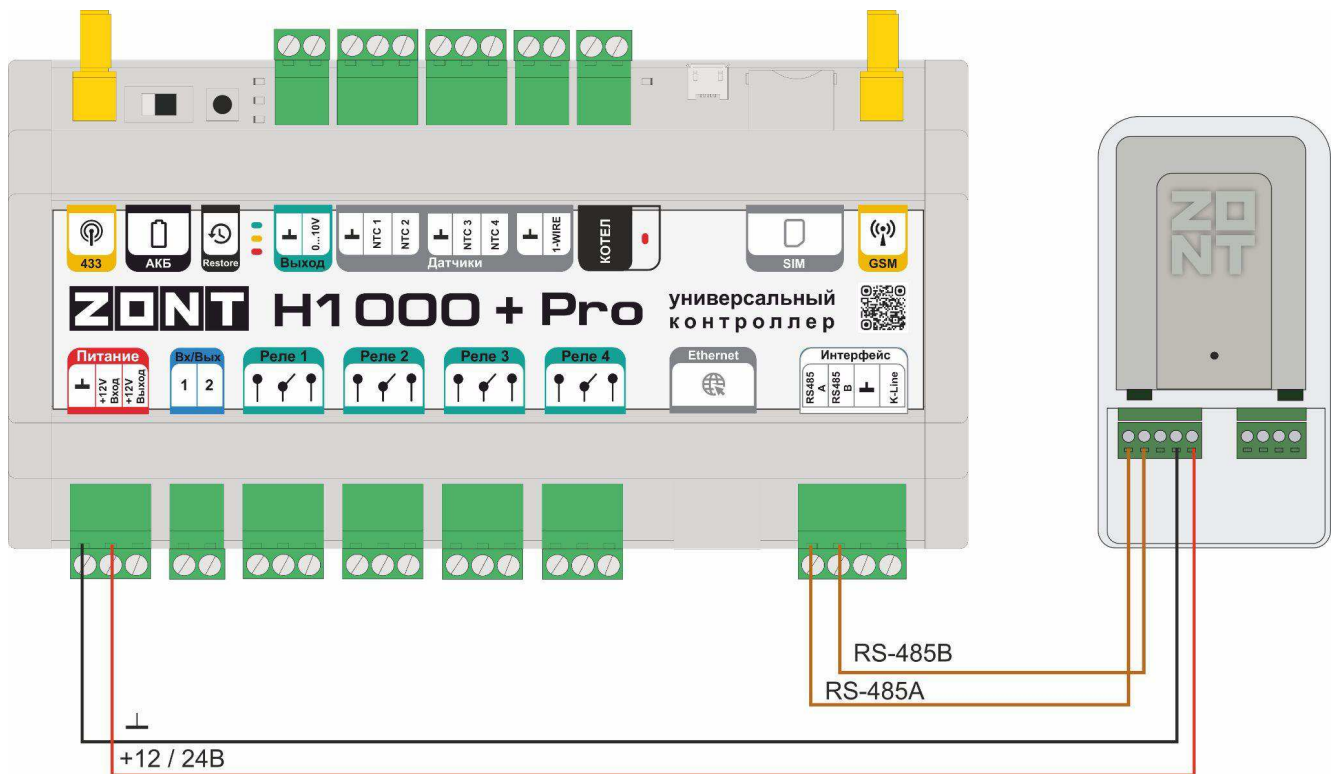 433
АКБ
Restore
0...10V
Выход
NTC 1
NTC 2
NTC 3
NTC 4
1-WIRE
Датчики
КОТЕЛ
SIM
GSM
ZONT H1000 + Pro
универсальный
контроллер
Питание
+12V
Вход
+12V
Выход
Вх/Вых
1 2
Реле 1
Реле 2
Реле 3
Реле 4
Ethernet
Интерфейс
RS485
A
RS485
B
K-Line
ZO
NT
RS-485B
RS-485A
+12 / 24В